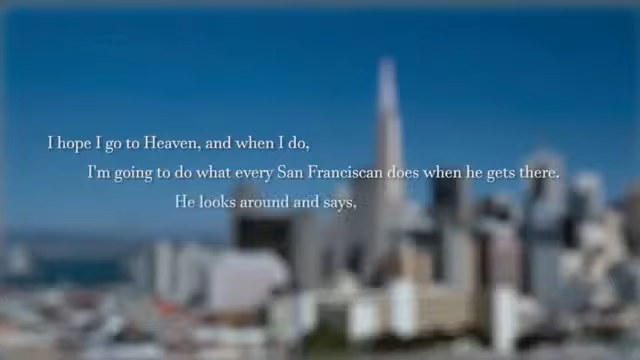 I hope I go to Heaven, and when I do,
I'm going to do what every San Franciscan does when he gets there.
He looks around and says,